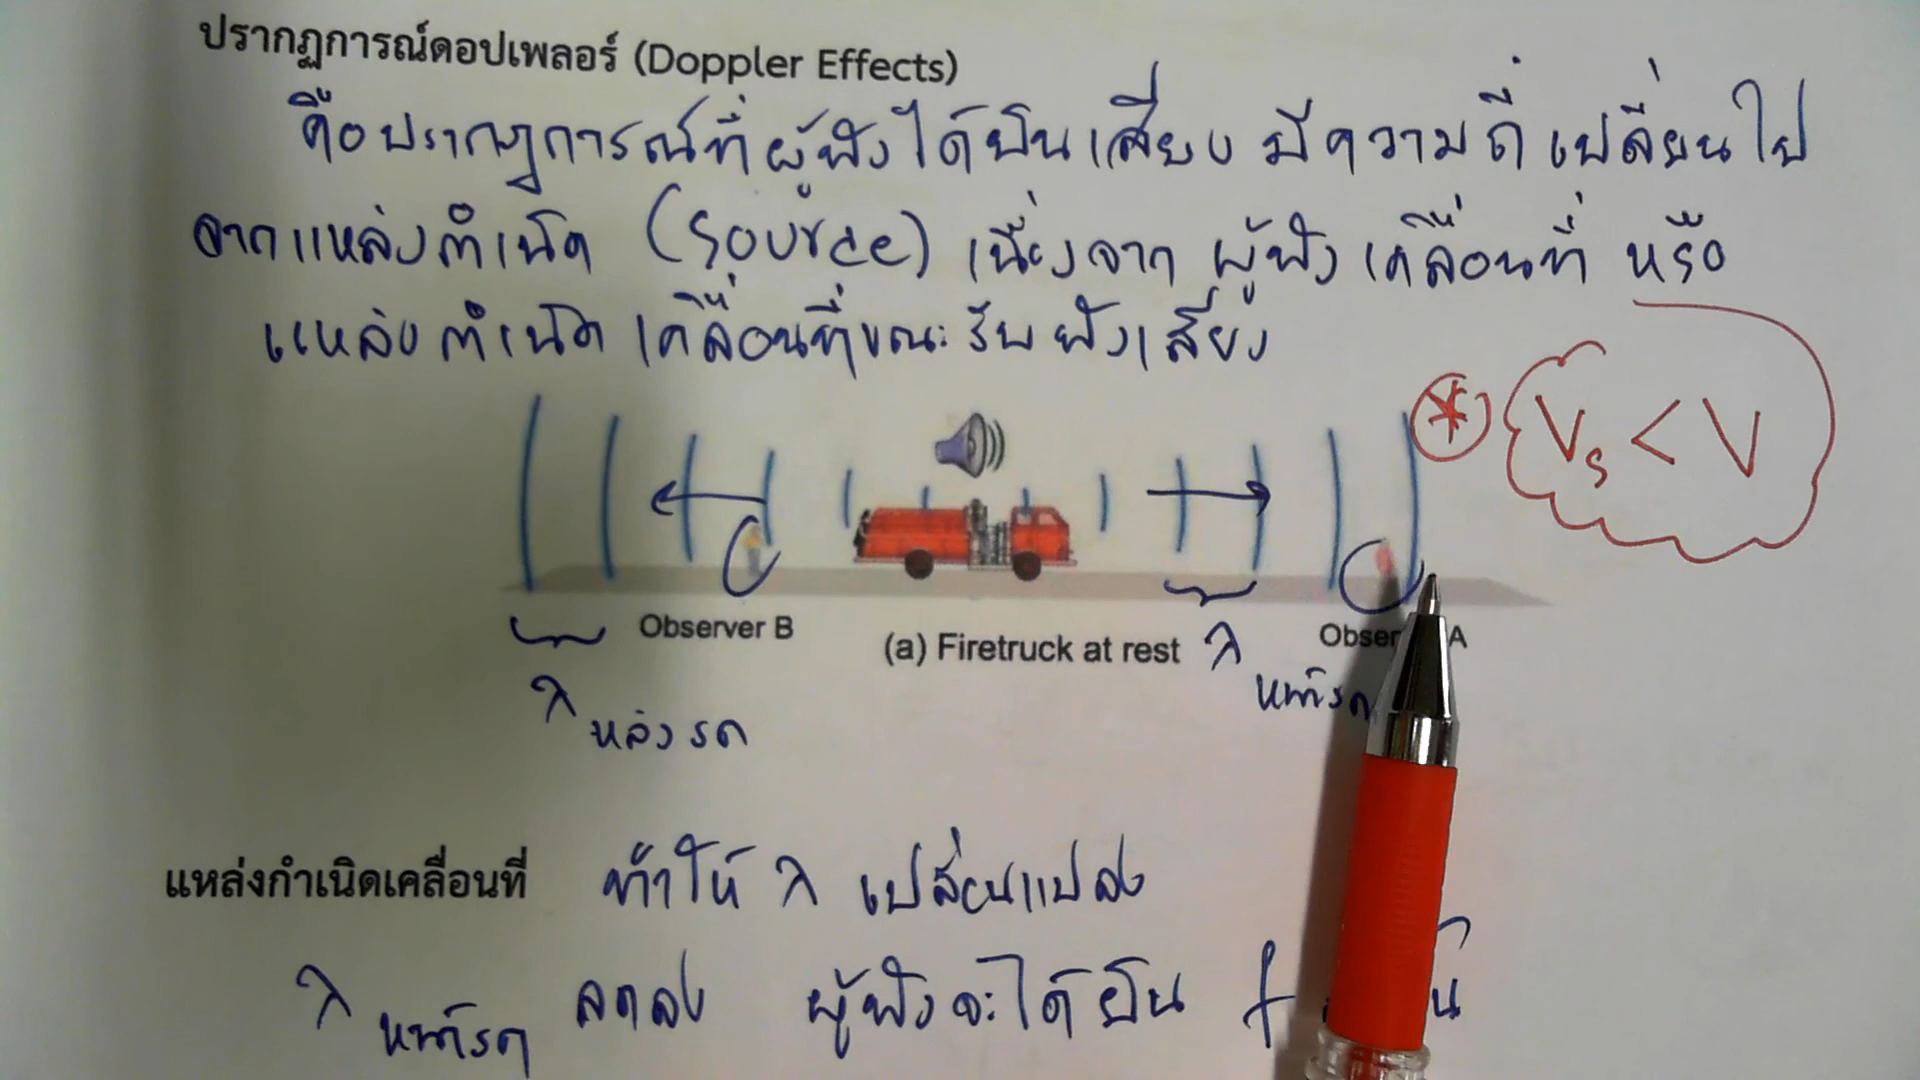 ปรากฏการณ์ดอปเพลอร์ (Doppler Effects)
คือปรากฏการณ์ที่ผู้ฟังได้ยินเสียง มีความถี่ เปลี่ยนไป
จากแหล่งกำเนิด (source) เนื่องจาก ผู้ฟัง เคลื่อนที่ หรือ
แหล่งกำเนิด เคลื่อนที่ขณะรับฟังเสียง
Vs < V
Observer B
(a) Firetruck at rest
λ หน้ารถ
λ หลังรถ
แหล่งกำเนิดเคลื่อนที่ ทำให้ λ เปลี่ยนแปลง
λ หน้ารถ ลดลง ผู้ฟังจะได้ยิน f